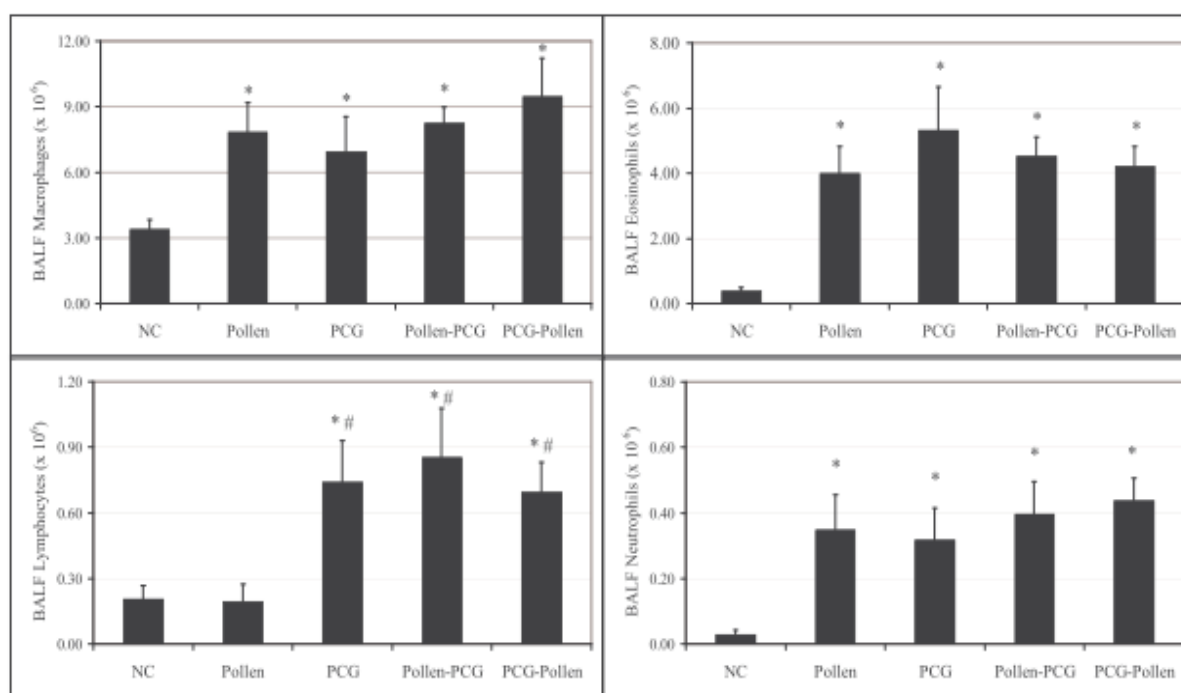 BALF Macrophages (x 10⁻⁶)
12.00
9.00
6.00
3.00
0.00
* * * *
NC Pollen PCG Pollen-PCG PCG-Pollen
BALF Eosinophils (x 10⁻⁶)
8.00
6.00
4.00
2.00
0.00
* * * *
NC Pollen PCG Pollen-PCG PCG-Pollen
BALF Lymphocytes (x 10⁶)
1.20
0.90
0.60
0.30
0.00
*# *# *#
NC Pollen PCG Pollen-PCG PCG-Pollen
BALF Neutrophils (x 10⁻⁶)
0.80
0.60
0.40
0.20
0.00
* * * *
NC Pollen PCG Pollen-PCG PCG-Pollen